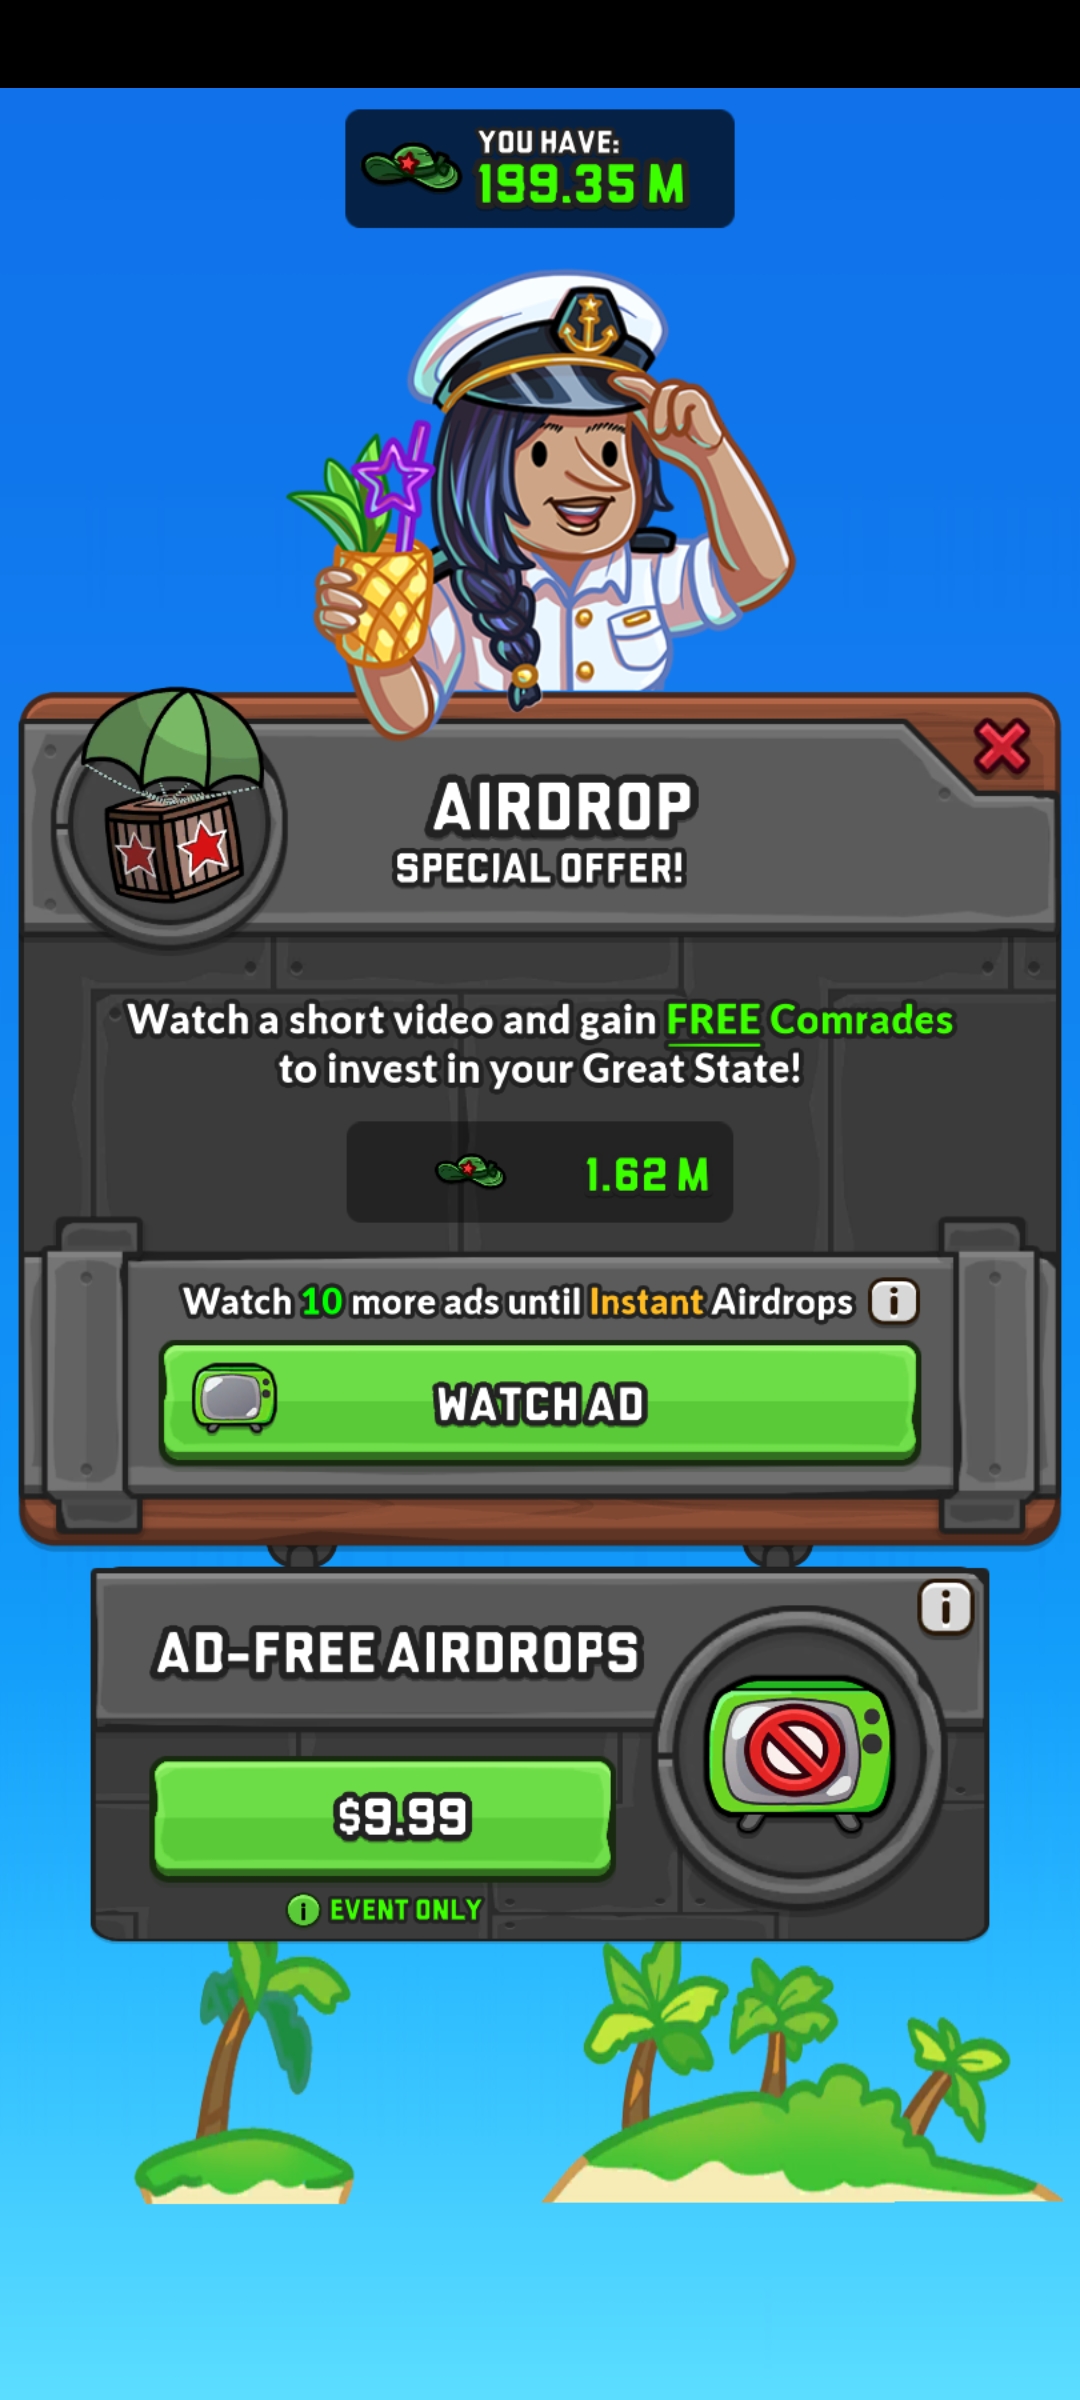 YOU HAVE:
199.35 M
AIRDROP
SPECIAL OFFER!
Watch a short video and gain FREE Comrades
to invest in your Great State!
1.62 M
Watch 10 more ads until Instant Airdrops
WATCH AD
AD-FREE AIRDROPS
$9.99
EVENT ONLY